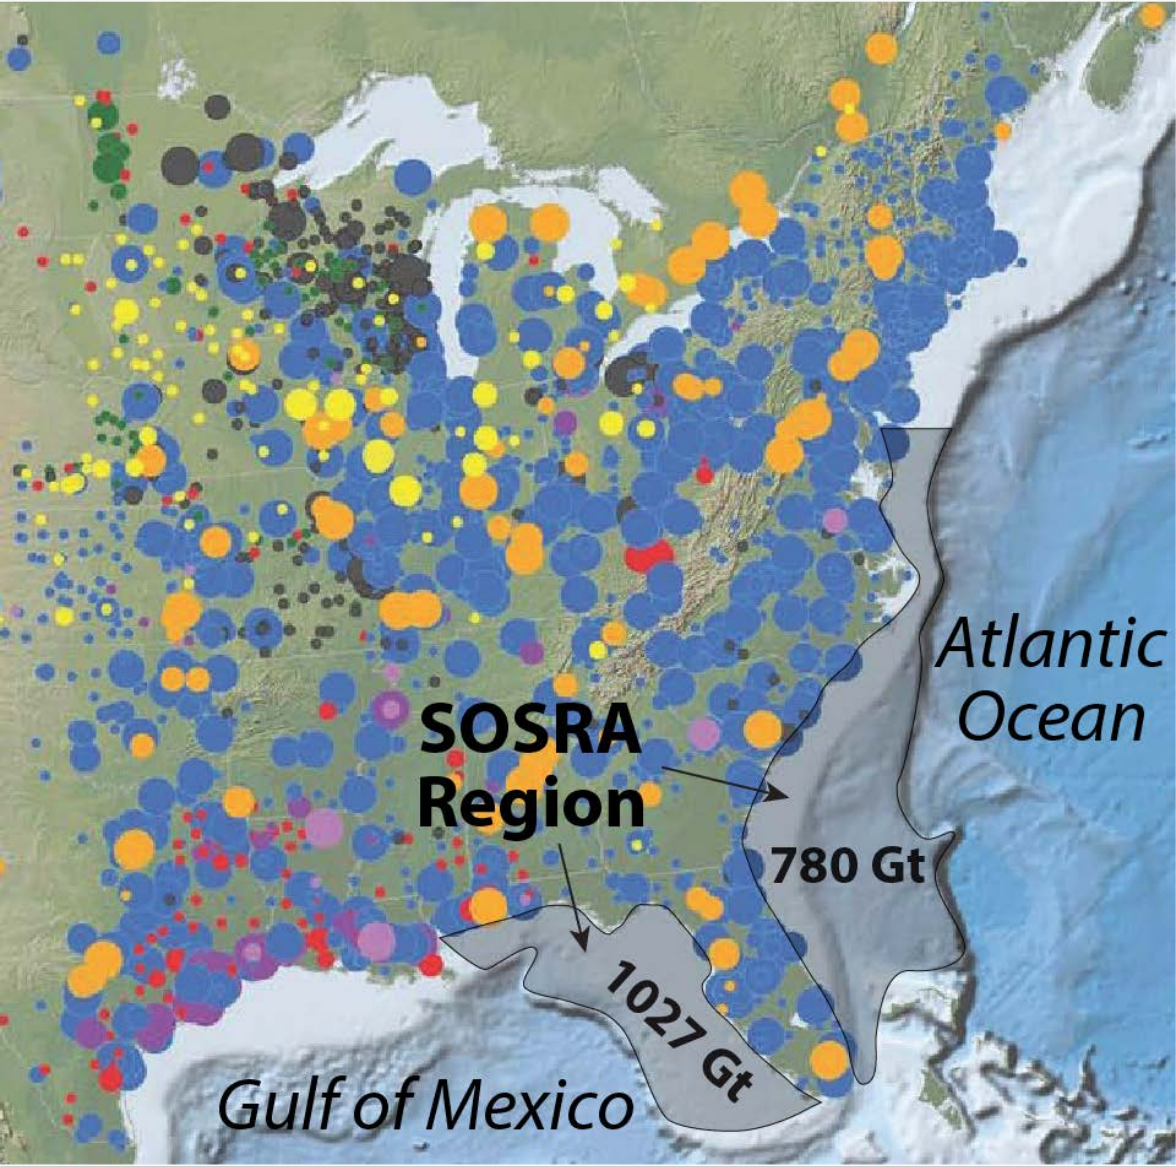 Atlantic
Ocean
SOSRA
Region
780 Gt
1027 Gt
Gulf of Mexico